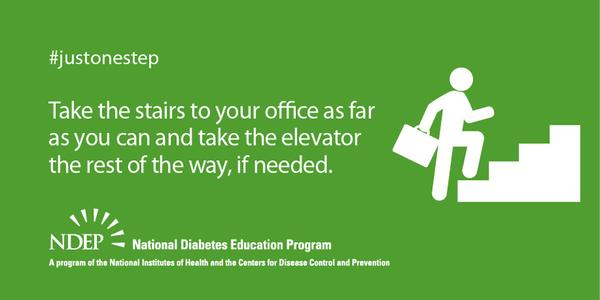 #justonestep
Take the stairs to your office as far
as you can and take the elevator
the rest of the way, if needed.
NDEP National Diabetes Education Program
A program of the National Institutes of Health and the Centers for Disease Control and Prevention